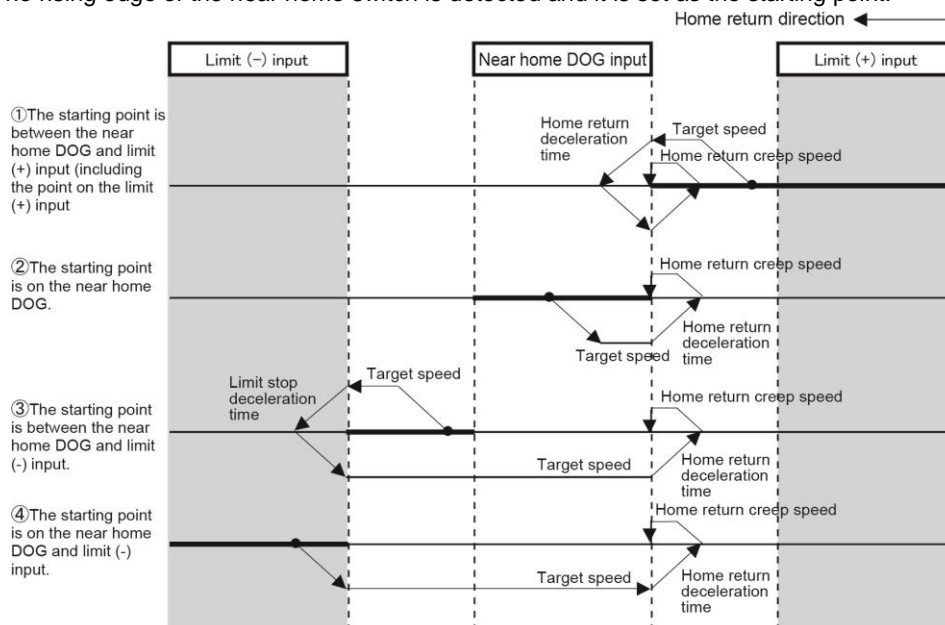 he rising edge of the near home switch is detected and it is set as the starting point.
Home return direction
Limit (−) input
Near home DOG input
Limit (+) input
①The starting point is
between the near
home DOG and limit
(+) input (including
the point on the limit
(+) input
Home return
deceleration
time
Target speed
Home return creep speed
②The starting point
is on the near home
DOG.
Home return creep speed
Target speed
Home return
deceleration
time
③The starting point
is between the near
home DOG and limit
(-) input.
Limit stop
deceleration
time
Target speed
Home return creep speed
Target speed
Home return
deceleration
time
④The starting point
is on the near home
DOG and limit (-)
input.
Home return creep speed
Target speed
Home return
deceleration
time